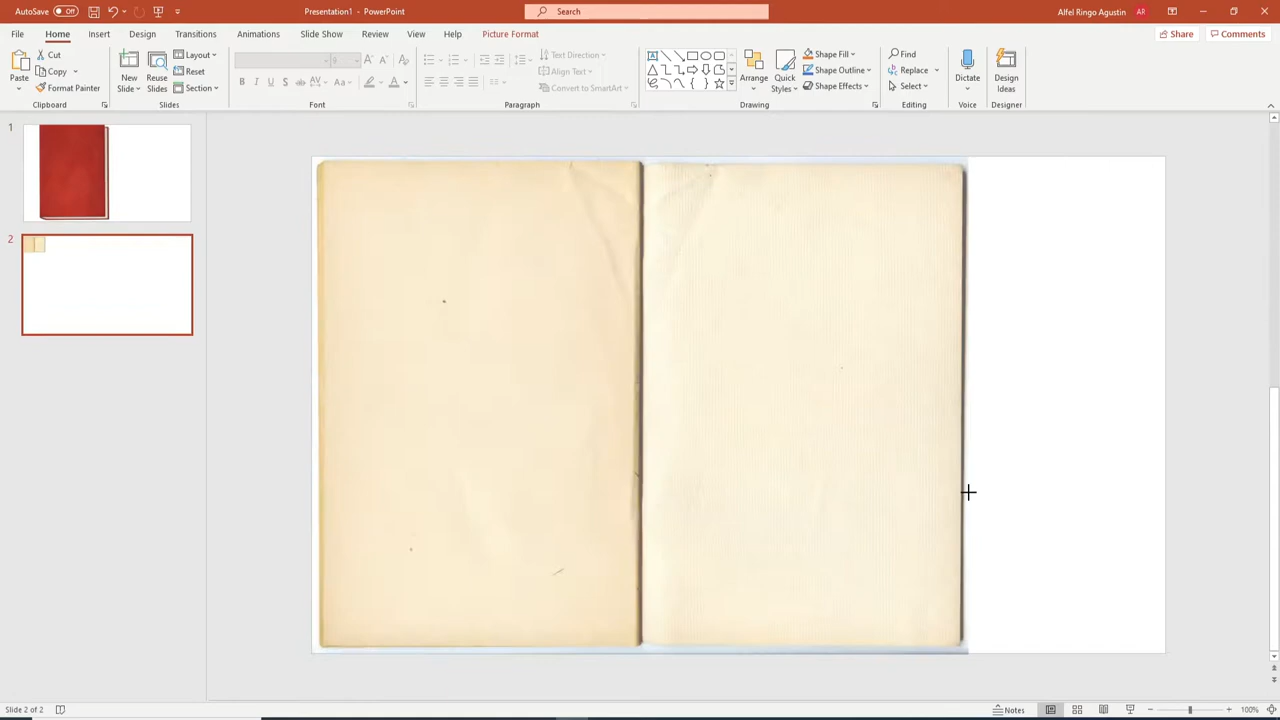 AutoSave Off Presentation1 - PowerPoint Search Alfel Ringo Agustin AR
File Home Insert Design Transitions Animations Slide Show Review View Help Picture Format Share Comments
Paste Cut Copy Format Painter Clipboard
New Slide Reuse Slides Layout Reset Section Slides
Font
Text Direction Align Text Convert to SmartArt Paragraph
Arrange Quick Styles Shape Fill Shape Outline Shape Effects Drawing
Find Replace Select Editing
Dictate Voice
Design Ideas Designer
1
2
Slide 2 of 2 Notes 100%